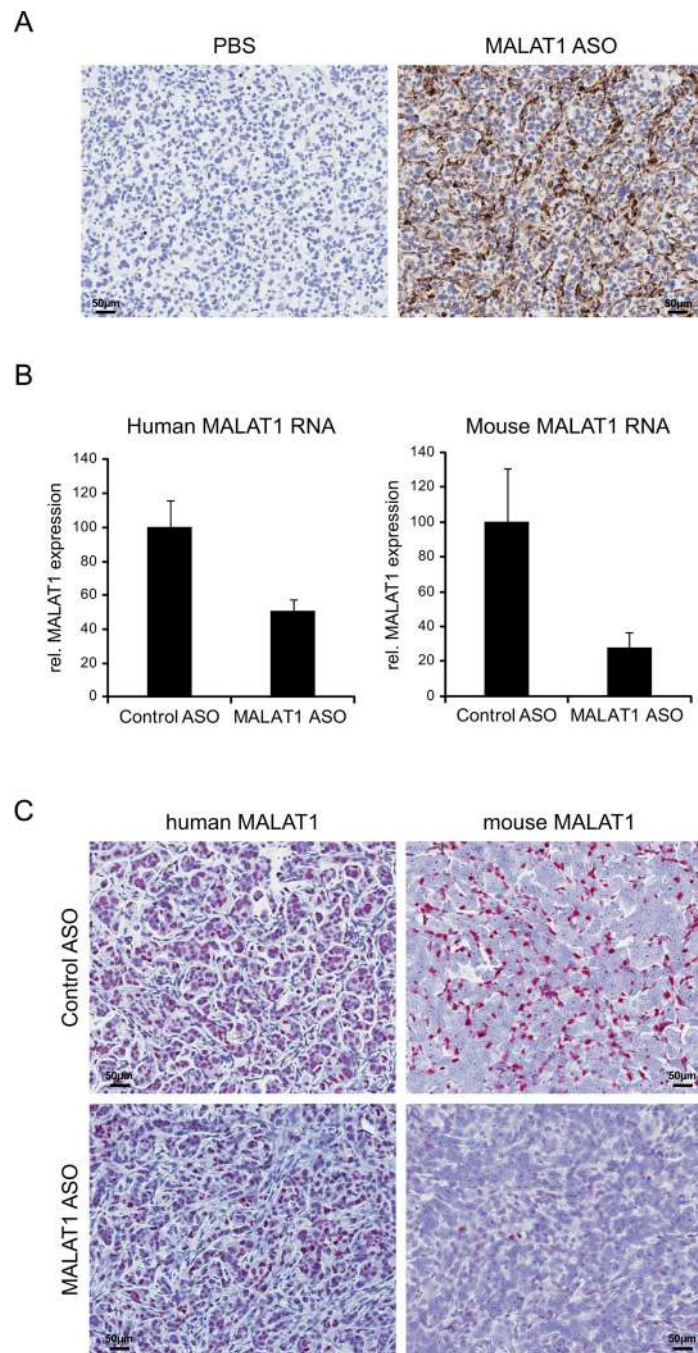 A
PBS
MALAT1 ASO
50µm
50µm
B
Human MALAT1 RNA
rel. MALAT1 expression
140
120
100
80
60
40
20
0
Control ASO
MALAT1 ASO
Mouse MALAT1 RNA
rel. MALAT1 expression
140
120
100
80
60
40
20
0
Control ASO
MALAT1 ASO
C
human MALAT1
mouse MALAT1
Control ASO
50µm
50µm
MALAT1 ASO
50µm
50µm